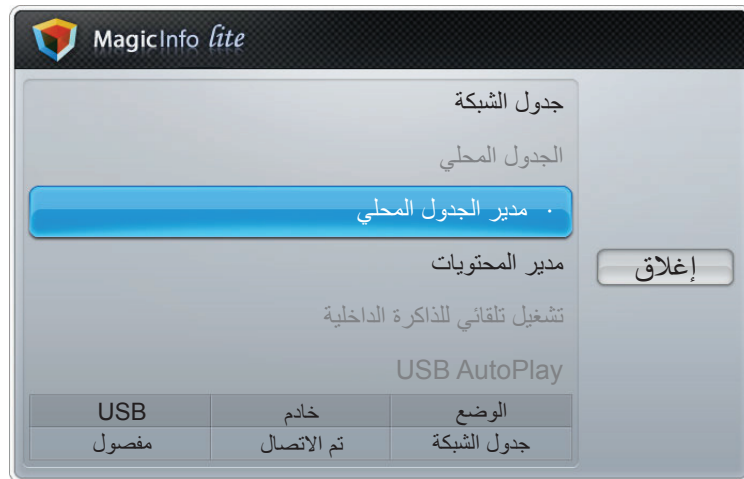 MagicInfo lite
جدول الشبكة
الجدول المحلي
· مدير الجدول المحلي
مدير المحتويات
إغلاق
تشغيل تلقائي للذاكرة الداخلية
USB AutoPlay
الوضع خادم USB
جدول الشبكة تم الاتصال مفصول